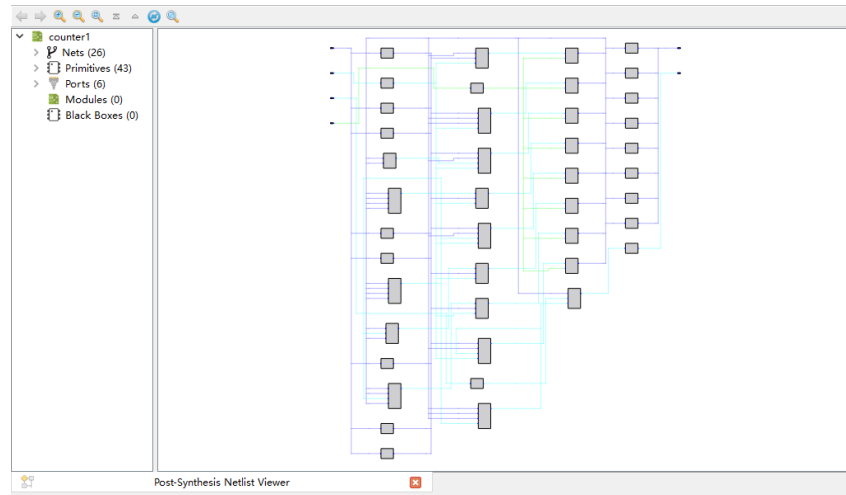 counter1
Nets (26)
Primitives (43)
Ports (6)
Modules (0)
Black Boxes (0)
Post-Synthesis Netlist Viewer